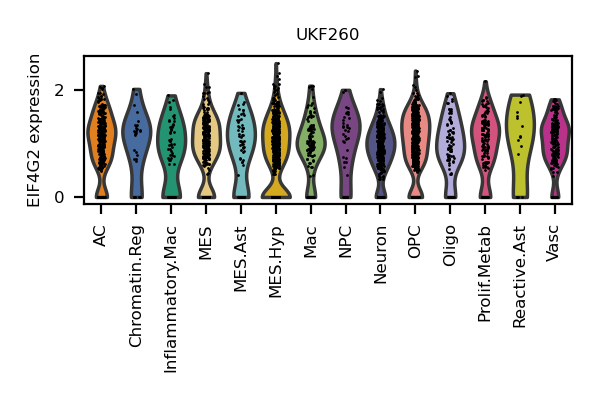 UKF260
EIF4G2 expression
2
0
AC
Chromatin.Reg
Inflammatory.Mac
MES
MES.Ast
MES.Hyp
Mac
NPC
Neuron
OPC
Oligo
Prolif.Metab
Reactive.Ast
Vasc